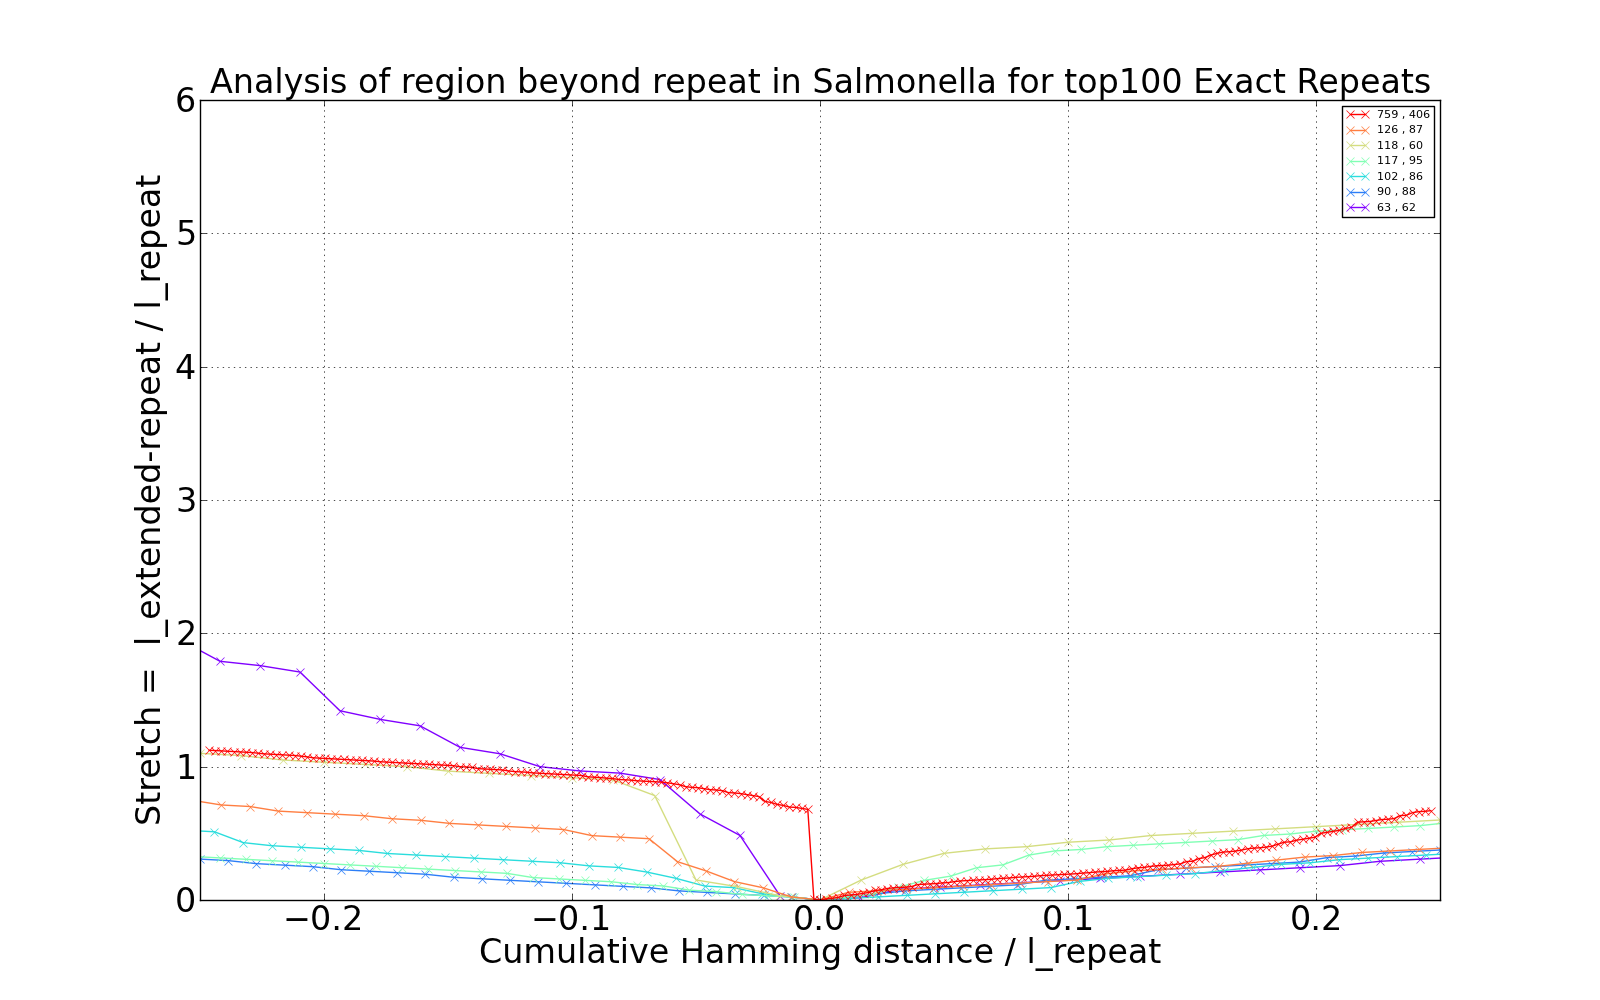 Analysis of region beyond repeat in Salmonella for top100 Exact Repeats
Stretch = l_extended-repeat / l_repeat
6
5
4
3
2
1
0
759 , 406
126 , 87
118 , 60
117 , 95
102 , 86
90 , 88
63 , 62
−0.2
−0.1
0.0
0.1
0.2
Cumulative Hamming distance / l_repeat